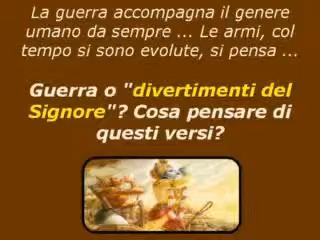 La guerra accompagna il genere
umano da sempre ... Le armi, col
tempo si sono evolute, si pensa ...
Guerra o "divertimenti del
Signore"? Cosa pensare di
questi versi?